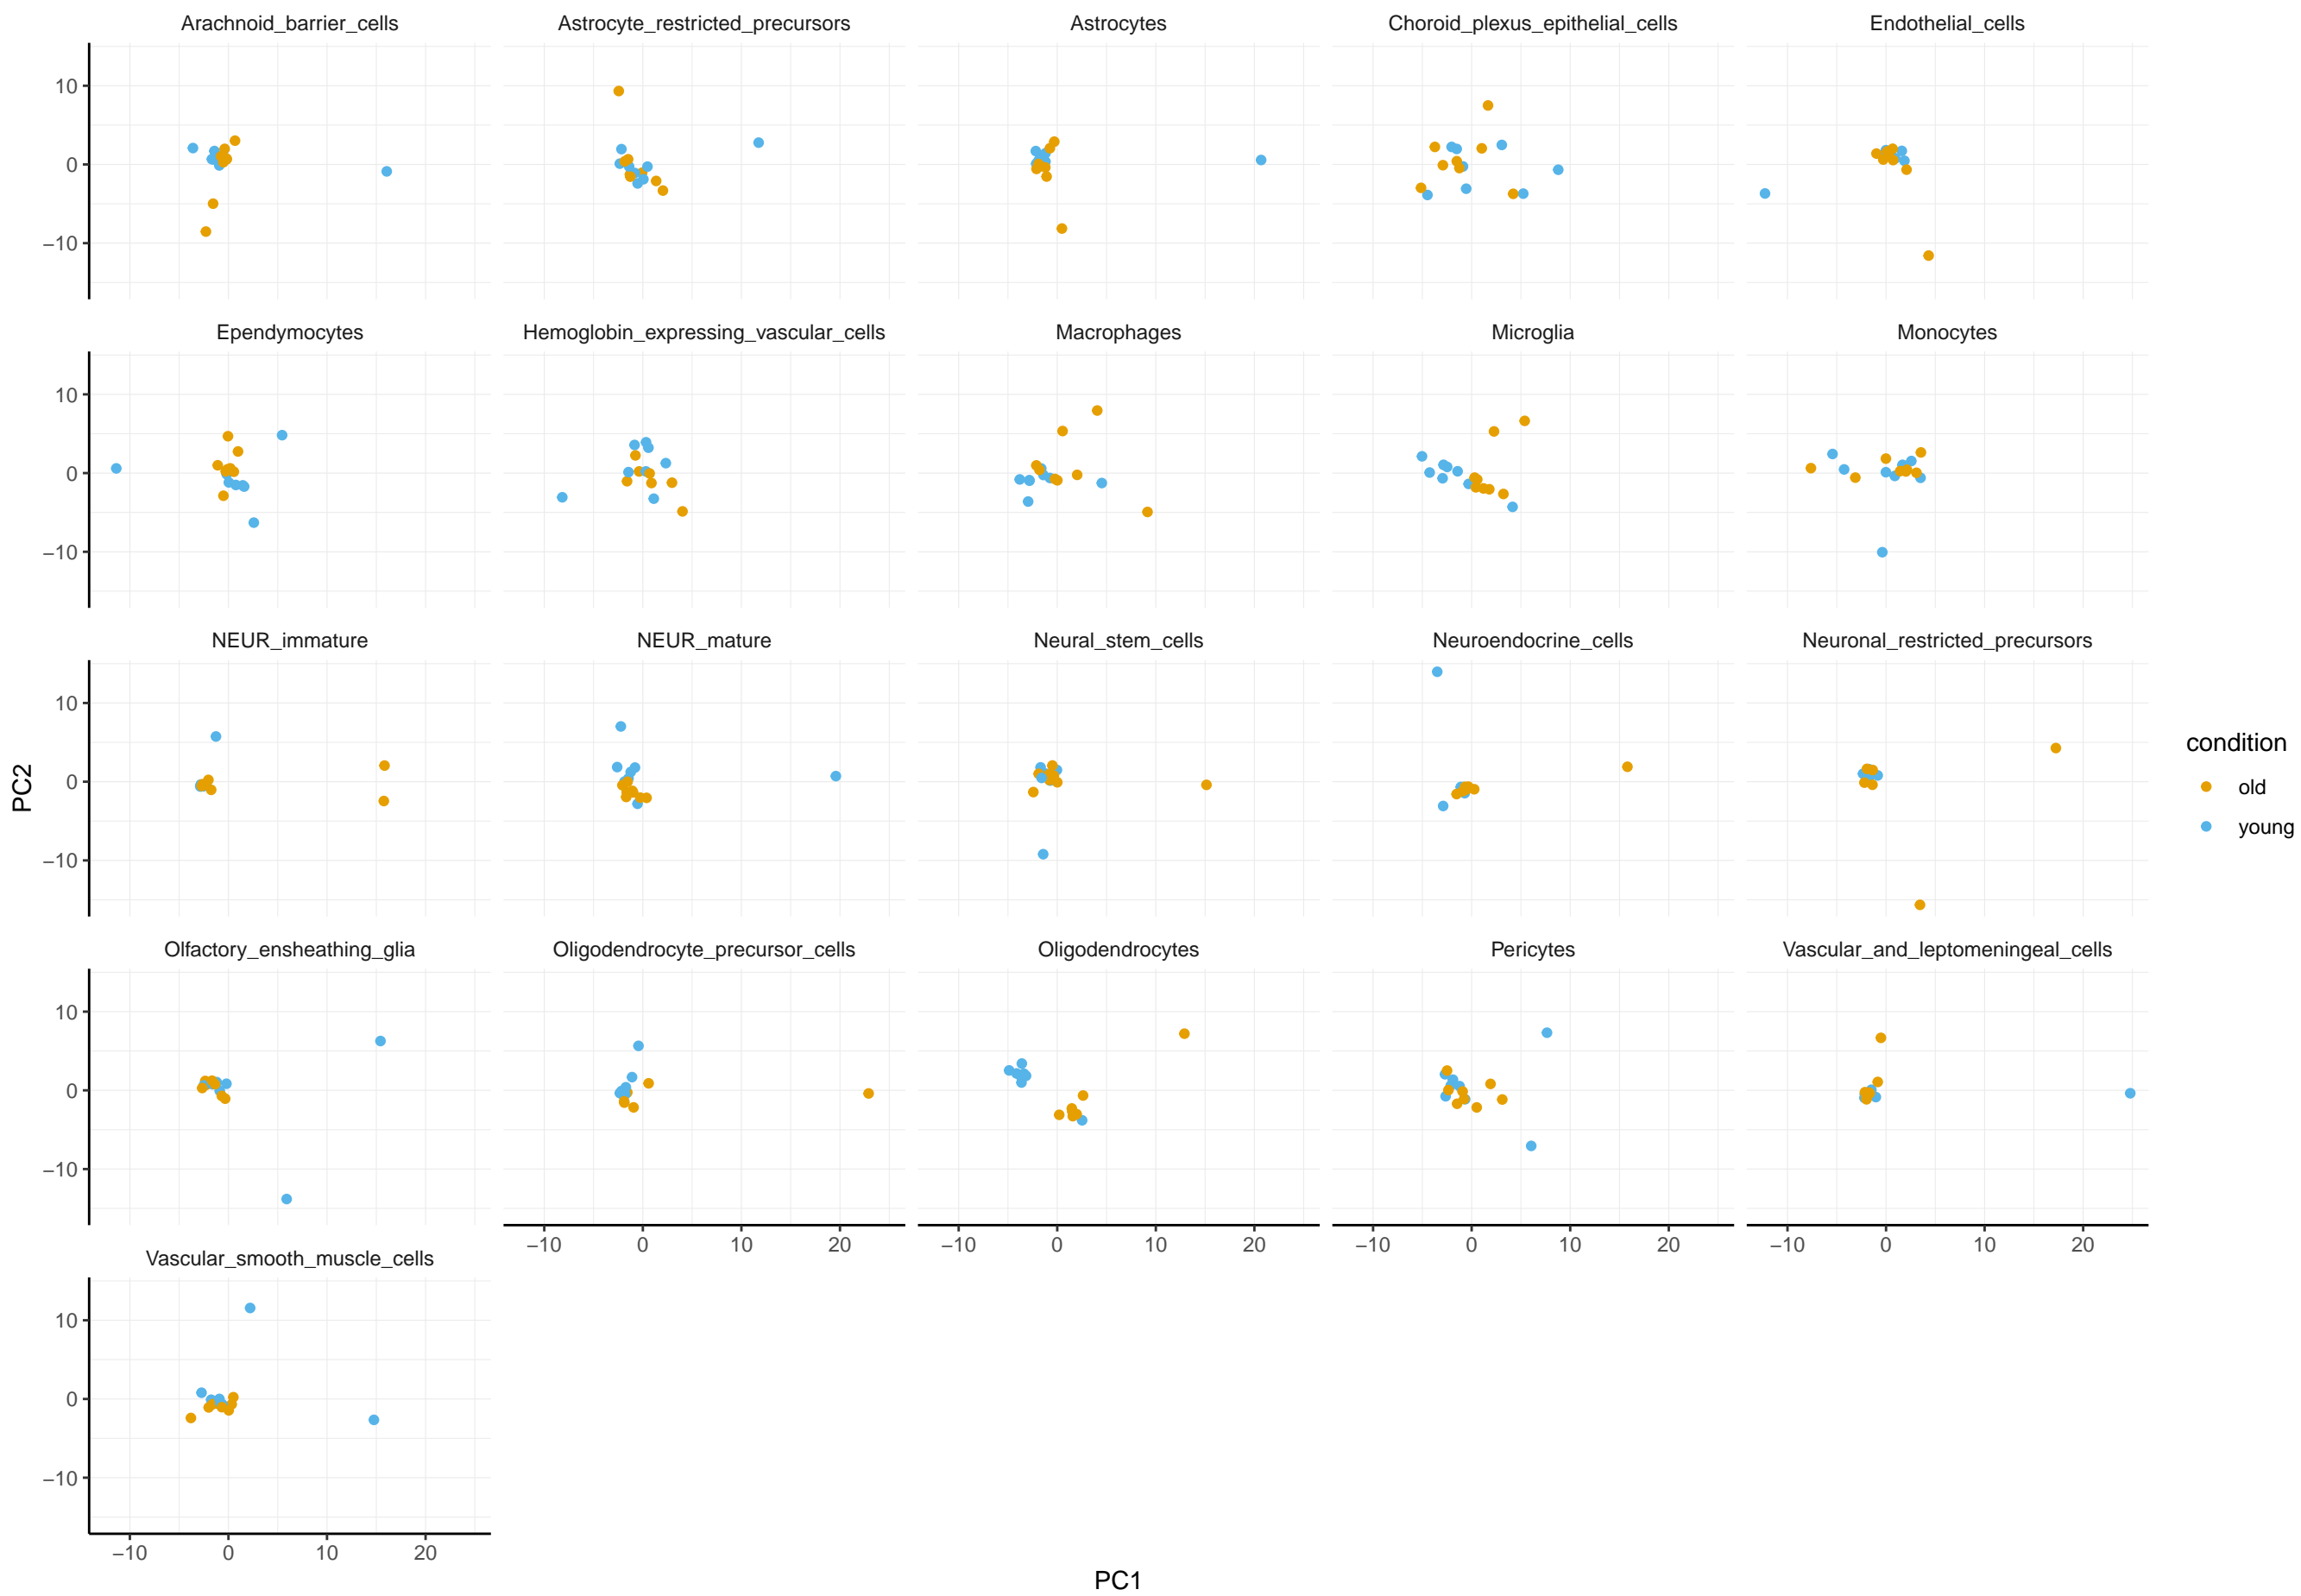 Arachnoid_barrier_cells Astrocyte_restricted_precursors Astrocytes Choroid_plexus_epithelial_cells Endothelial_cells
10
0
−10
Ependymocytes Hemoglobin_expressing_vascular_cells Macrophages Microglia Monocytes
10
0
−10
NEUR_immature NEUR_mature Neural_stem_cells Neuroendocrine_cells Neuronal_restricted_precursors
10
0
−10
PC2
condition
old
young
Olfactory_ensheathing_glia Oligodendrocyte_precursor_cells Oligodendrocytes Pericytes Vascular_and_leptomeningeal_cells
10
0
−10
−10 0 10 20 −10 0 10 20 −10 0 10 20 −10 0 10 20
Vascular_smooth_muscle_cells
10
0
−10
−10 0 10 20
PC1